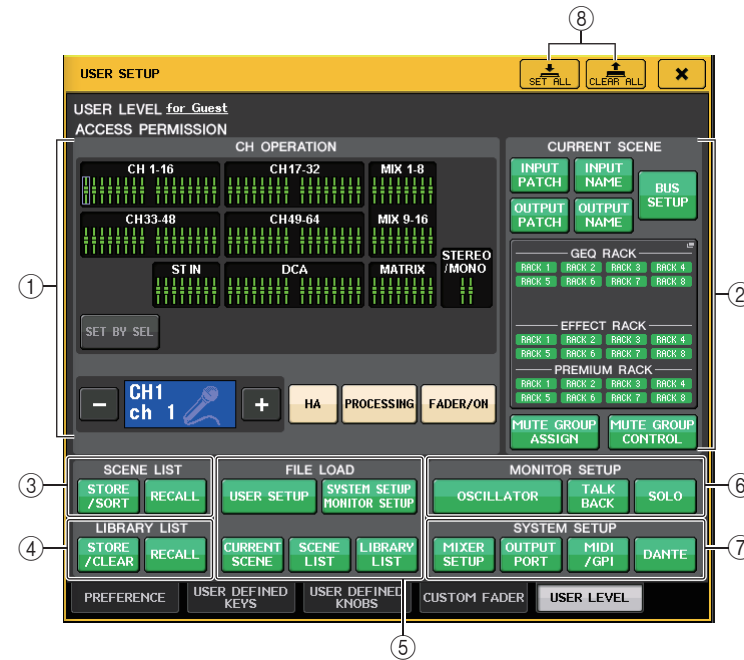 ⑧
USER SETUP
SET ALL
CLEAR ALL
USER LEVEL for Guest
ACCESS PERMISSION
CH OPERATION
CH 1-16
CH17-32
MIX 1-8
CH33-48
CH49-64
MIX 9-16
ST IN
DCA
MATRIX
STEREO
/MONO
SET BY SEL
CH1
ch 1
HA
PROCESSING
FADER/ON
①
CURRENT SCENE
INPUT
PATCH
INPUT
NAME
BUS
SETUP
OUTPUT
PATCH
OUTPUT
NAME
GEQ RACK
RACK 1 RACK 2 RACK 3 RACK 4
RACK 5 RACK 6 RACK 7 RACK 8
EFFECT RACK
RACK 1 RACK 2 RACK 3 RACK 4
RACK 5 RACK 6 RACK 7 RACK 8
PREMIUM RACK
RACK 1 RACK 2 RACK 3 RACK 4
RACK 5 RACK 6 RACK 7 RACK 8
MUTE GROUP
ASSIGN
MUTE GROUP
CONTROL
②
③
SCENE LIST
STORE
/SORT
RECALL
④
LIBRARY LIST
STORE
/CLEAR
RECALL
FILE LOAD
USER SETUP
SYSTEM SETUP
MONITOR SETUP
CURRENT
SCENE
SCENE
LIST
LIBRARY
LIST
⑤
MONITOR SETUP
OSCILLATOR
TALK
BACK
SOLO
⑥
SYSTEM SETUP
MIXER
SETUP
OUTPUT
PORT
MIDI
/GPI
DANTE
⑦
PREFERENCE
USER DEFINED
KEYS
USER DEFINED
KNOBS
CUSTOM FADER
USER LEVEL